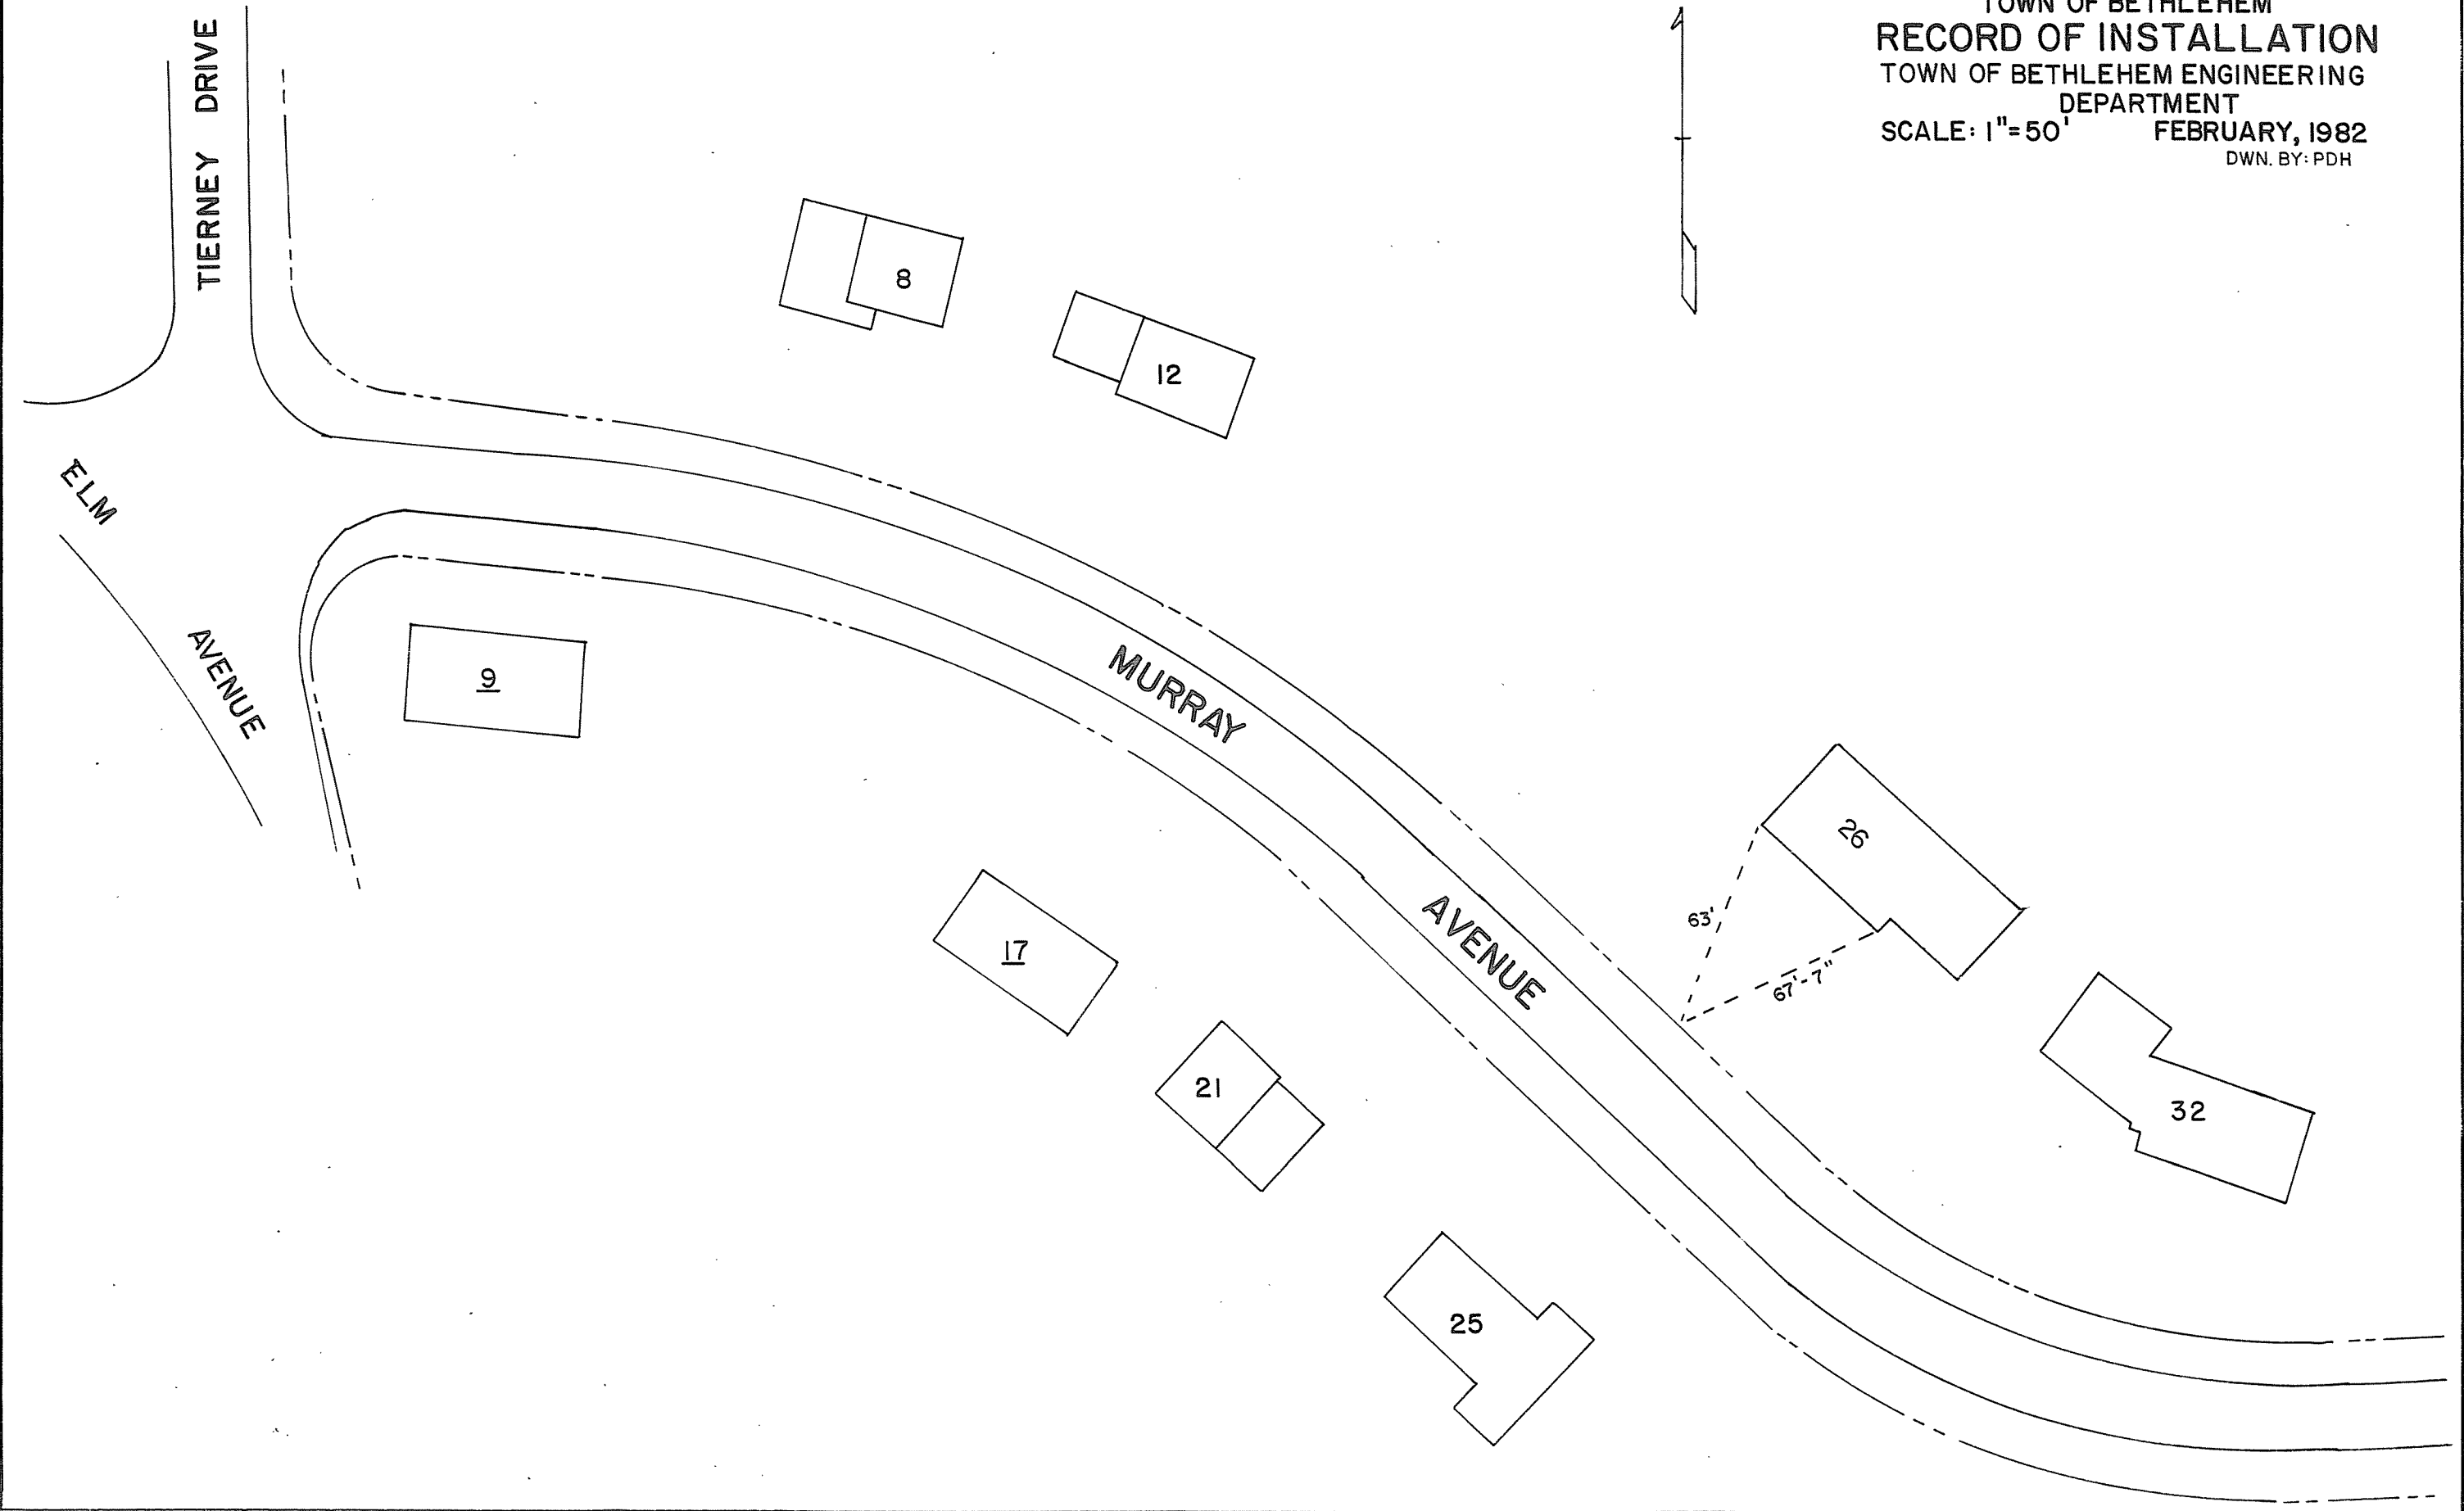 TOWN OF BETHLEHEM
RECORD OF INSTALLATION
TOWN OF BETHLEHEM ENGINEERING
DEPARTMENT
SCALE: 1"=50' FEBRUARY, 1982
DWN. BY: PDH
TIERNEY DRIVE
8
12
ELM
AVENUE
9
MURRAY
AVENUE
26
63'
67'-7"
17
21
32
25